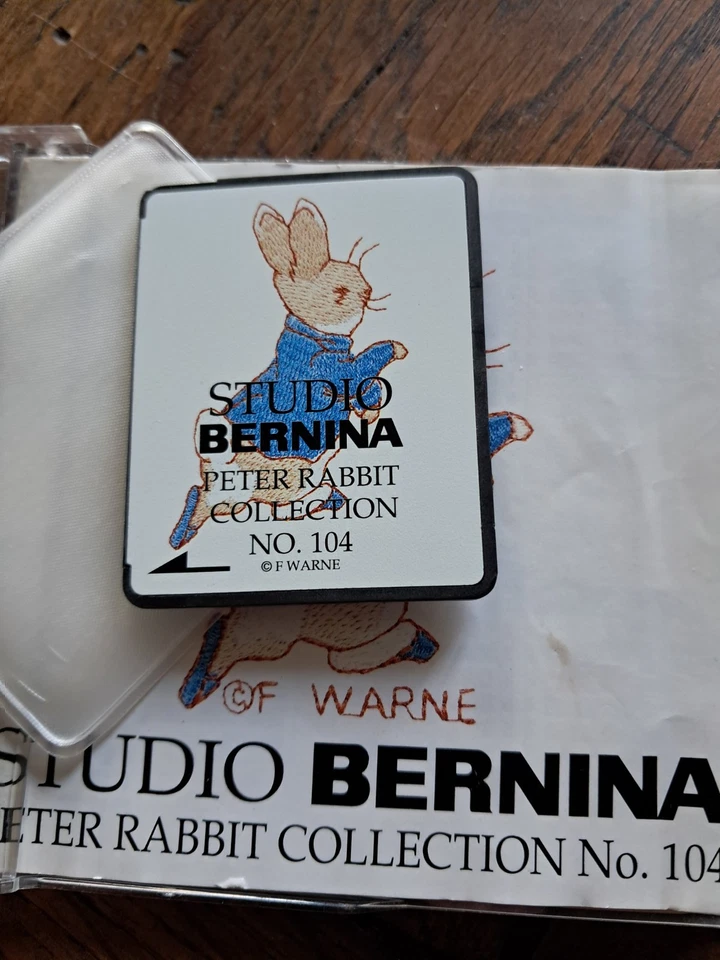 STUDIO
BERNINA
PETER RABBIT
COLLECTION
NO. 104
© F WARNE
©F WARNE
STUDIO BERNINA
ETER RABBIT COLLECTION No. 104